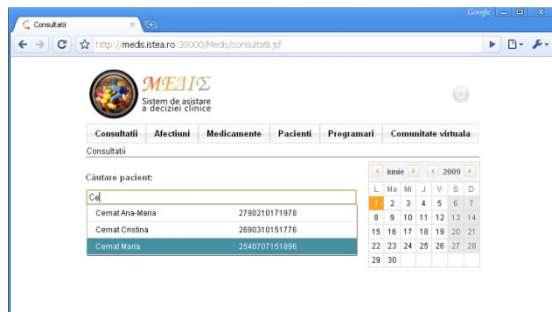 Google
Consultatii
http://medis.istea.ro:30000/Medis/consultatii.jsf
ΜΕΔΙΣ
Sistem de asistare
a deciziei clinice
Consultatii Afectiuni Medicamente Pacienti Programari Comunitate virtuala
Consultatii
Căutare pacient:
Ce
Cernat Ana-Maria 2790210171978
Cernat Cristina 2690310151776
Cernat Maria 2540707151896
iunie 2009
L Ma Mi J V S D
1 2 3 4 5 6 7
8 9 10 11 12 13 14
15 16 17 18 19 20 21
22 23 24 25 26 27 28
29 30